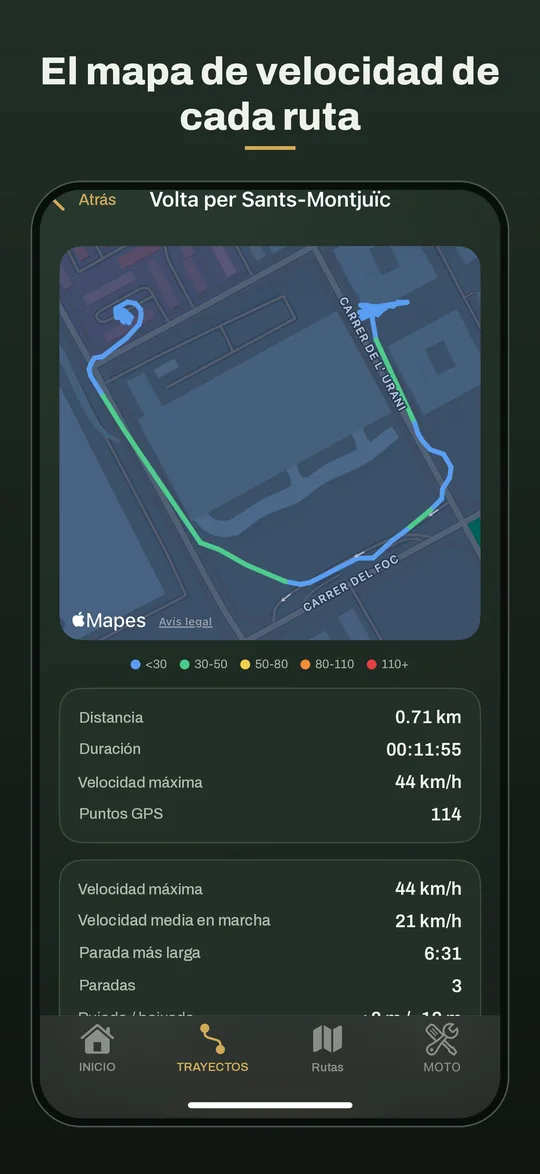 El mapa de velocidad de
cada ruta
Atrás
Volta per Sants-Montjuïc
CARRER DE L'URANI
CARRER DEL FOC
Mapes
Avís legal
<30
30-50
50-80
80-110
110+
Distancia 0.71 km
Duración 00:11:55
Velocidad máxima 44 km/h
Puntos GPS 114
Velocidad máxima 44 km/h
Velocidad media en marcha 21 km/h
Parada más larga 6:31
Paradas 3
INICIO
TRAYECTOS
Rutas
MOTO